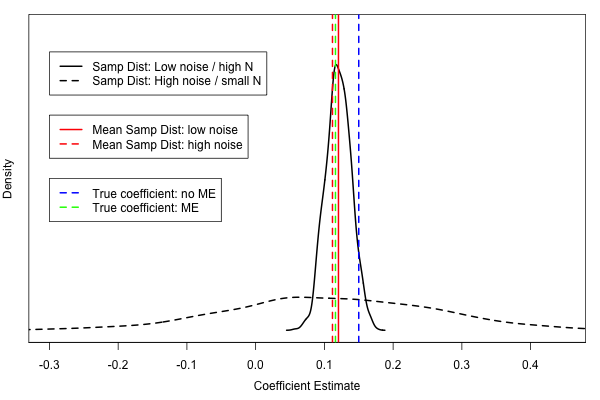 Samp Dist: Low noise / high N
Samp Dist: High noise / small N
Mean Samp Dist: low noise
Mean Samp Dist: high noise
True coefficient: no ME
True coefficient: ME
Density
-0.3 -0.2 -0.1 0.0 0.1 0.2 0.3 0.4
Coefficient Estimate